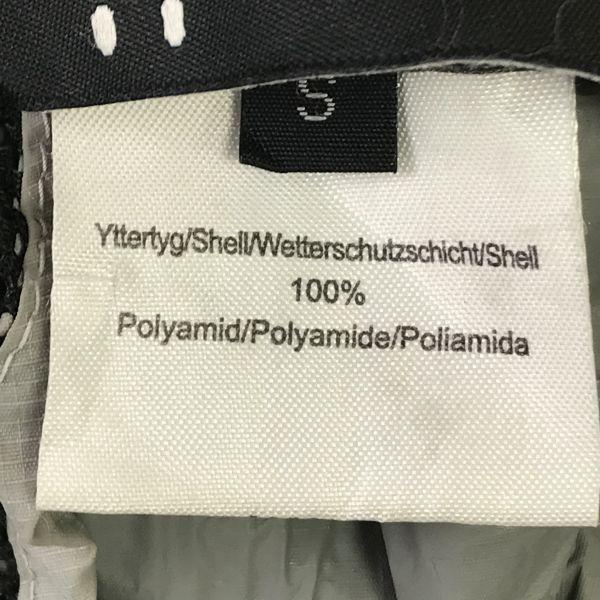 S
Yttertyg/Shell/Wetterschutzschicht/Shell
100%
Polyamid/Polyamide/Poliamida